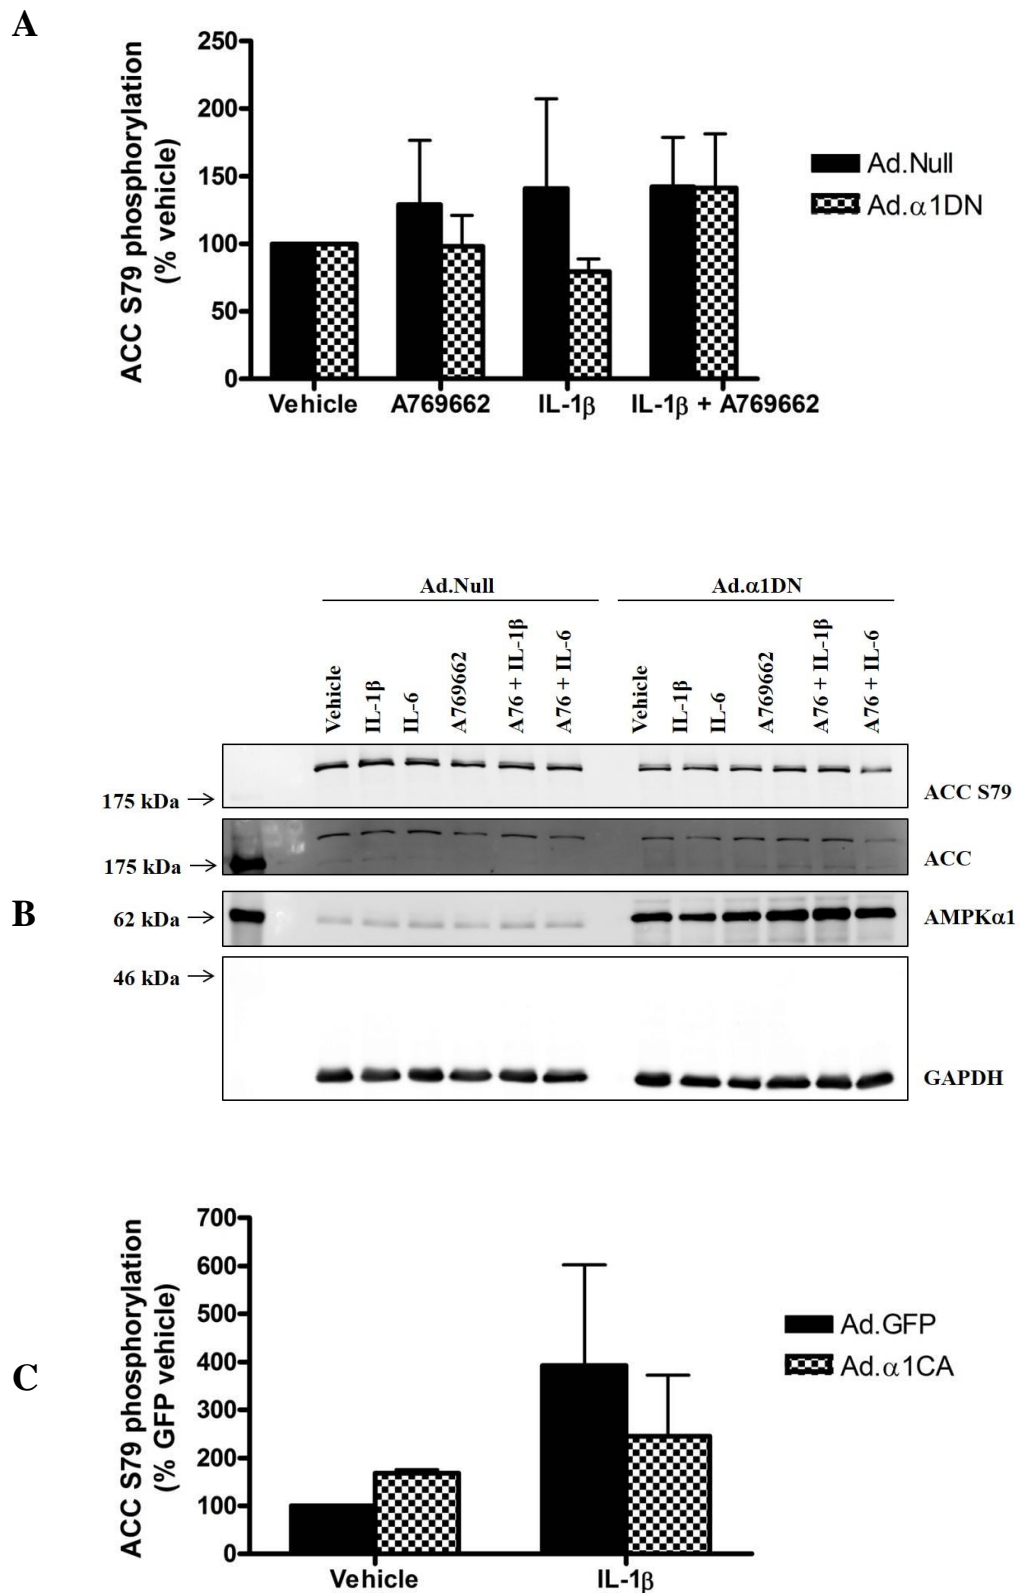 A
ACC S79 phosphorylation
(% vehicle)
250
200
150
100
50
0
Vehicle
A769662
IL-1β
IL-1β + A769662
Ad.Null
Ad.α1DN
Ad.Null
Ad.α1DN
Vehicle
IL-1β
IL-6
A769662
A76 + IL-1β
A76 + IL-6
Vehicle
IL-1β
IL-6
A769662
A76 + IL-1β
A76 + IL-6
175 kDa
ACC S79
175 kDa
ACC
B
62 kDa
AMPKα1
46 kDa
GAPDH
C
ACC S79 phosphorylation
(% GFP vehicle)
700
600
500
400
300
200
100
0
Vehicle
IL-1β
Ad.GFP
Ad.α1CA